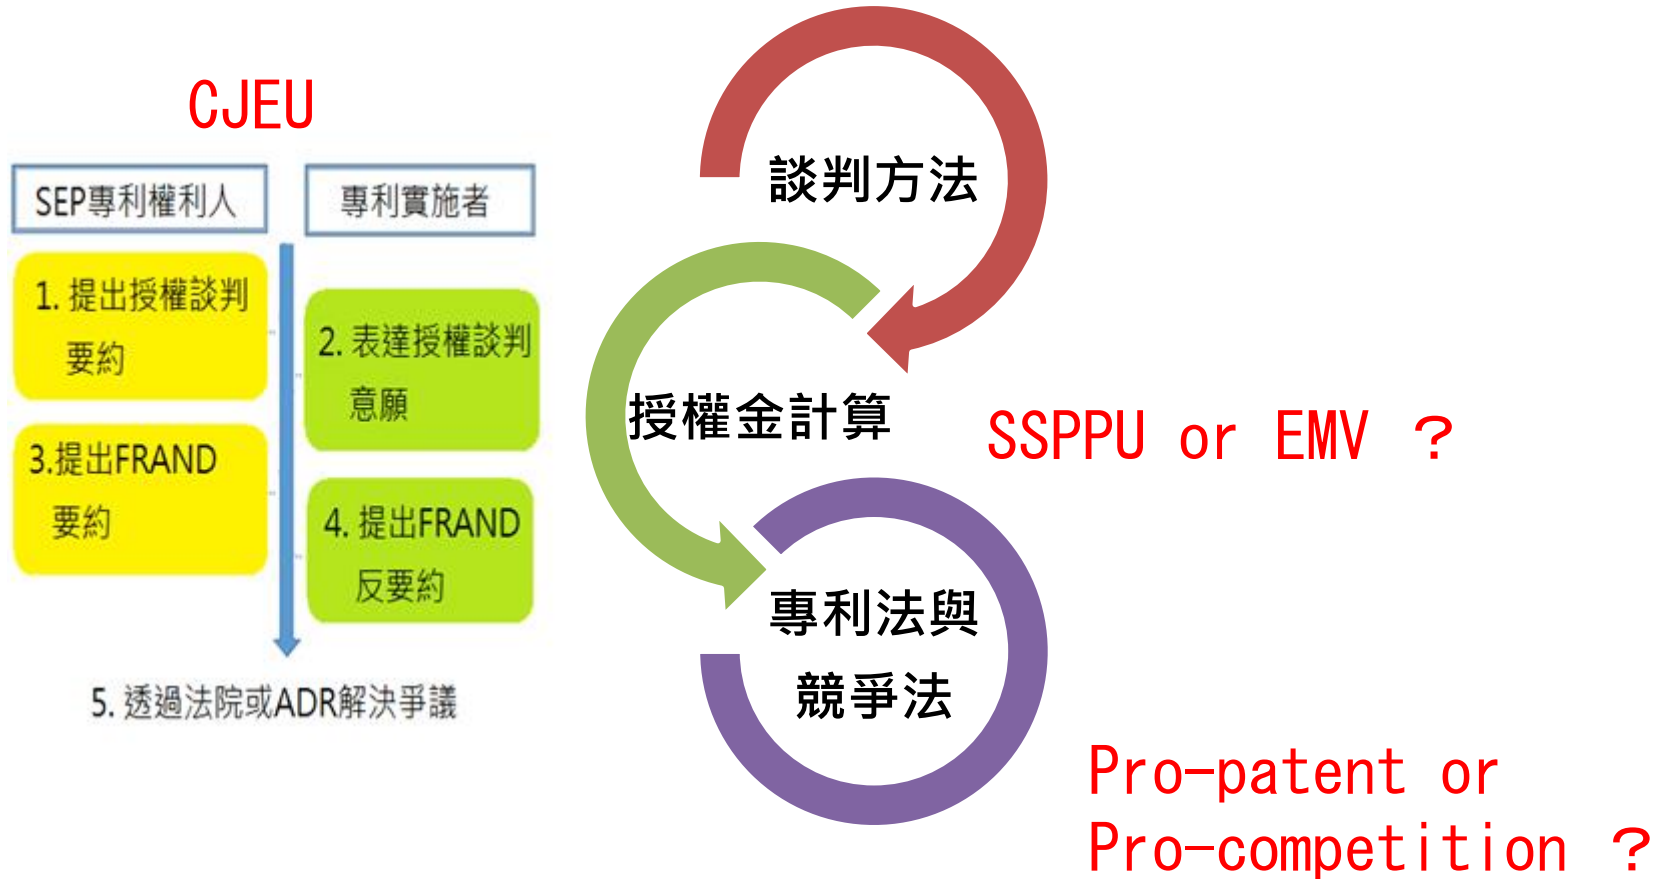 CJEU
SEP專利權利人
專利實施者
1. 提出授權談判
要約
2. 表達授權談判
意願
3.提出FRAND
要約
4. 提出FRAND
反要約
5. 透過法院或ADR解決爭議
談判方法
授權金計算
SSPPU or EMV ？
專利法與
競爭法
Pro-patent or
Pro-competition ？